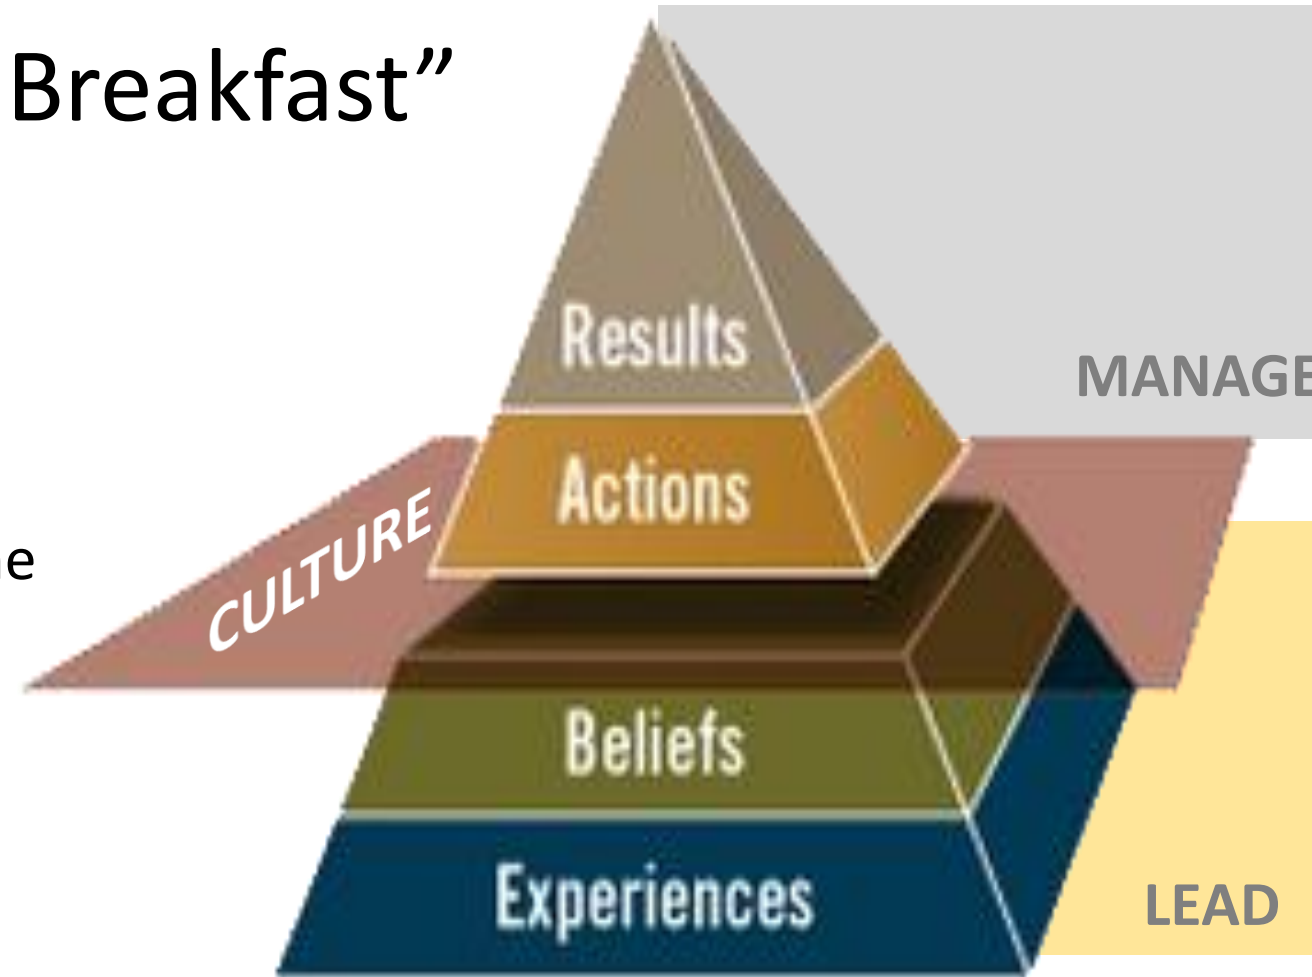 Breakfast”
Results
MANAGE
Actions
CULTURE
e
Beliefs
Experiences
LEAD